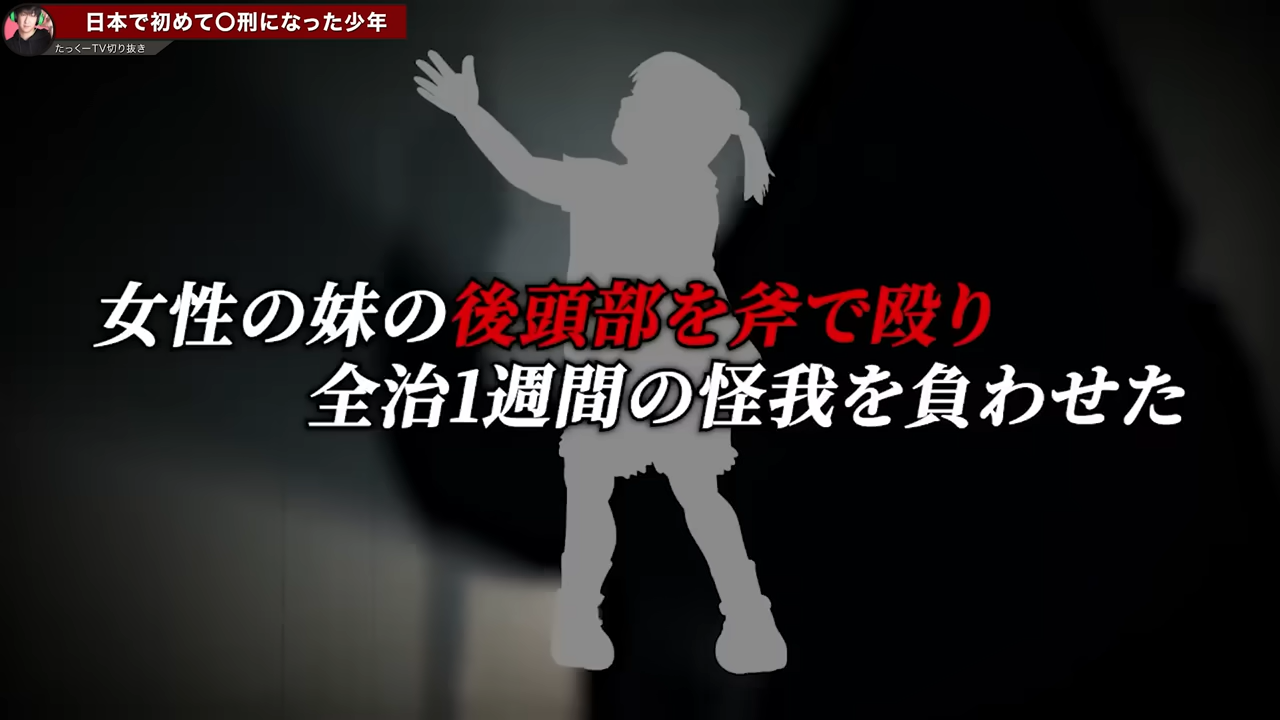 日本で初めて〇刑になった少年
たっくーTV切り抜き
女性の妹の後頭部を斧で殴り
全治1週間の怪我を負わせた